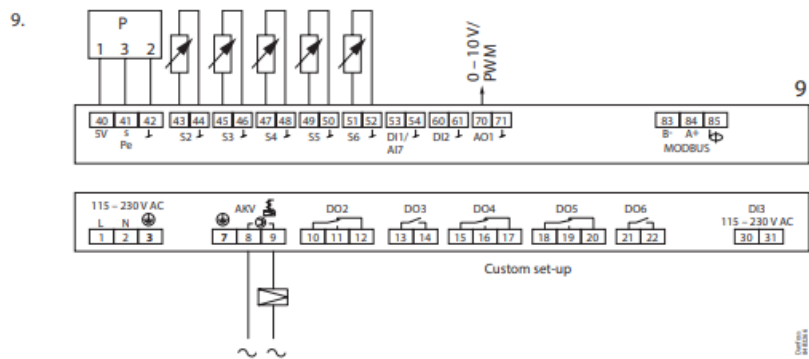 9.
P
1 3 2
0 – 10 V/
PWM
9
40 41 42 43 44 45 46 47 48 49 50 51 52 53 54 60 61 70 71 83 84 85
5V s S2 S3 S4 S5 S6 DI1/ DI2 AO1 B- A+
Pe AI7 MODBUS
115 – 230 V AC AKV DO2 DO3 DO4 DO5 DO6 DI3
L N 115 – 230 V AC
1 2 3 7 8 9 10 11 12 13 14 15 16 17 18 19 20 21 22 30 31
Custom set-up
Danfoss